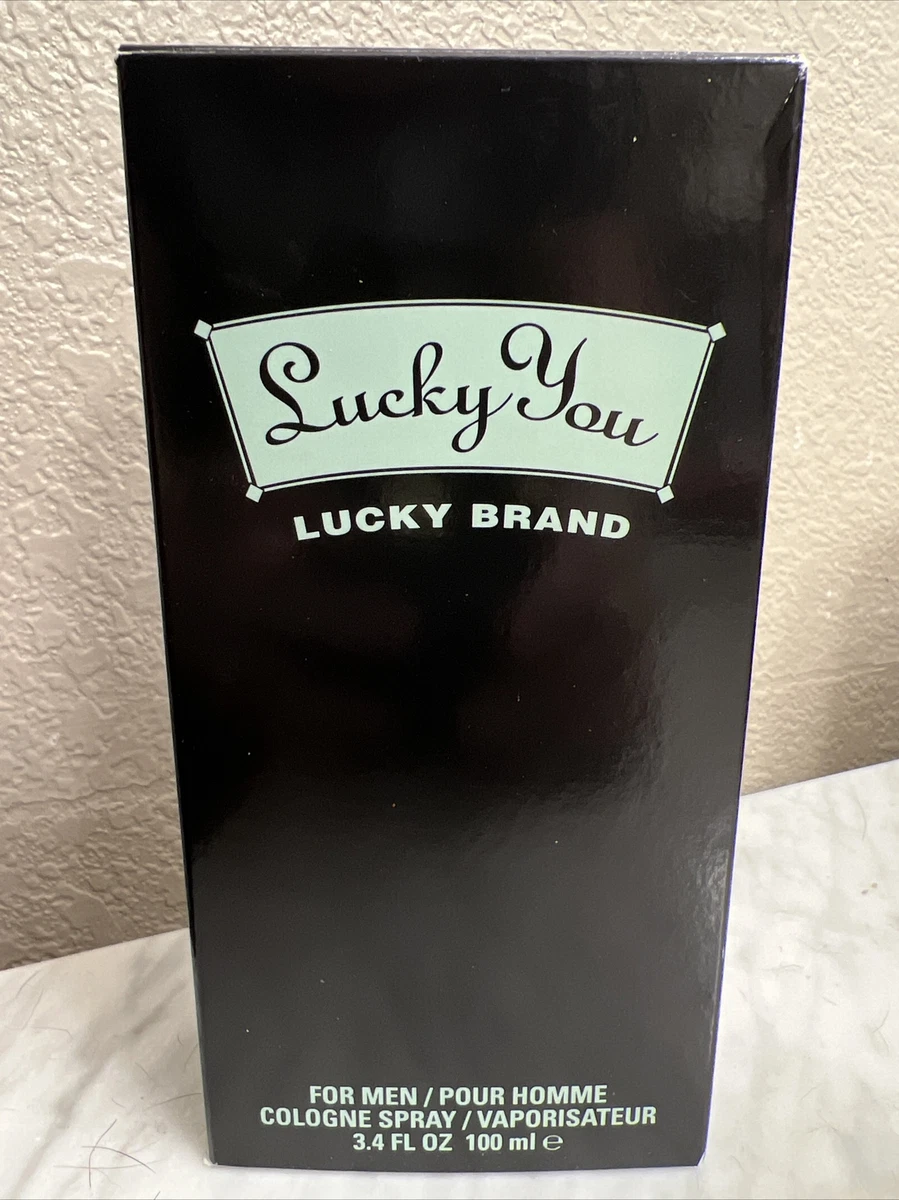 Lucky You
LUCKY BRAND
FOR MEN / POUR HOMME
COLOGNE SPRAY / VAPORISATEUR
3.4 FL OZ 100 ml ℮